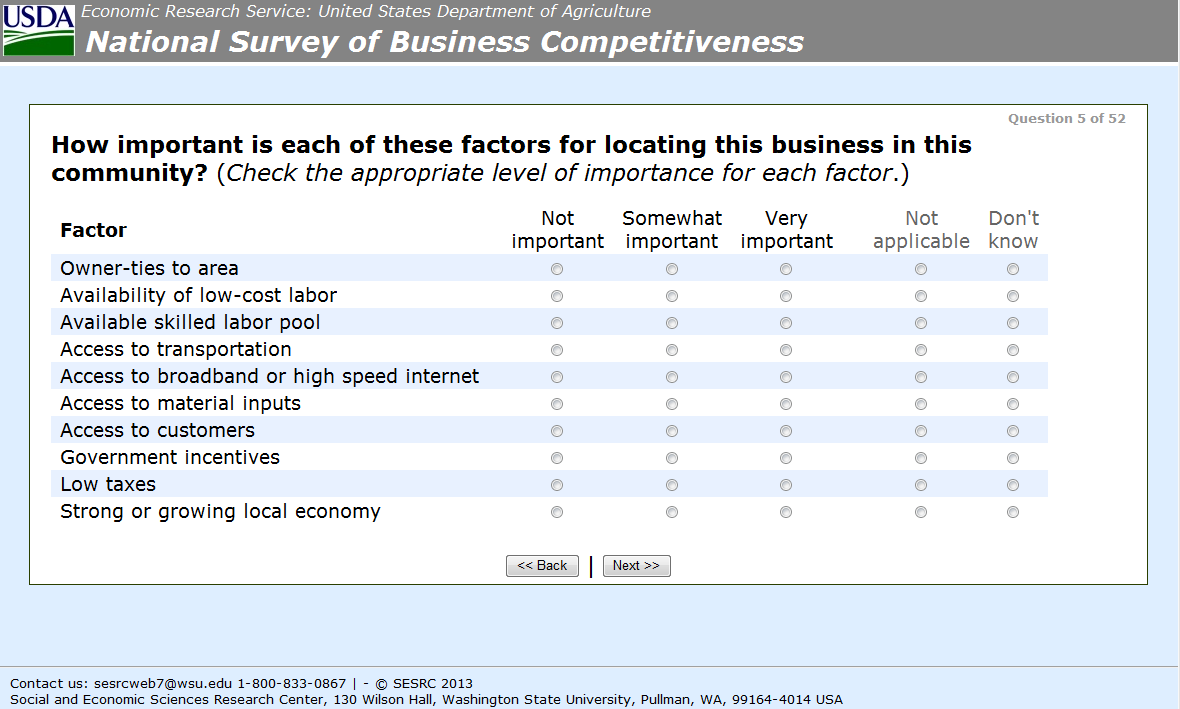 USDA
Economic Research Service: United States Department of Agriculture
National Survey of Business Competitiveness
Question 5 of 52
How important is each of these factors for locating this business in this
community? (Check the appropriate level of importance for each factor.)
Factor
Not important
Somewhat important
Very important
Not applicable
Don't know
Owner-ties to area
Availability of low-cost labor
Available skilled labor pool
Access to transportation
Access to broadband or high speed internet
Access to material inputs
Access to customers
Government incentives
Low taxes
Strong or growing local economy
<< Back | Next >>
Contact us: sesrcweb7@wsu.edu 1-800-833-0867 | - © SESRC 2013
Social and Economic Sciences Research Center, 130 Wilson Hall, Washington State University, Pullman, WA, 99164-4014 USA